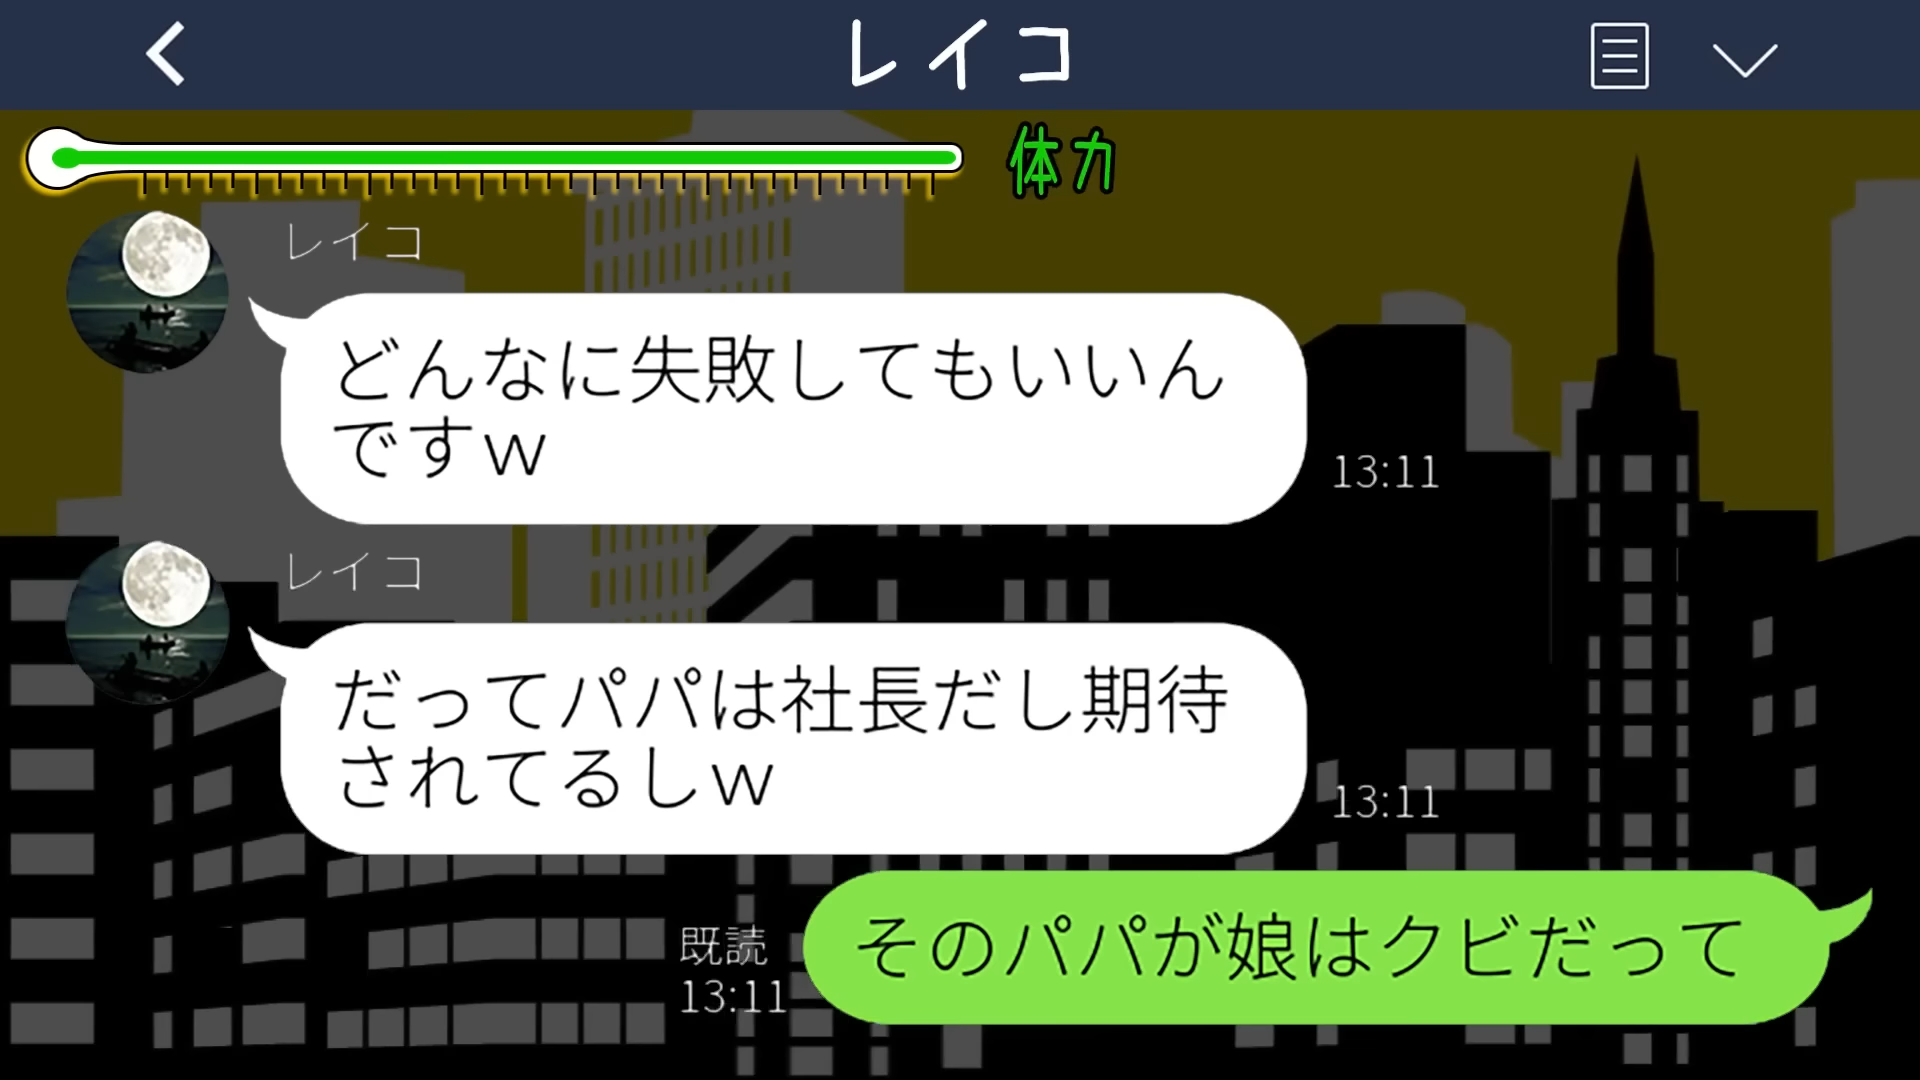 レイコ
体力
レイコ
どんなに失敗してもいいん
ですｗ
13:11
レイコ
だってパパは社長だし期待
されてるしｗ
13:11
そのパパが娘はクビだって
既読
13:11